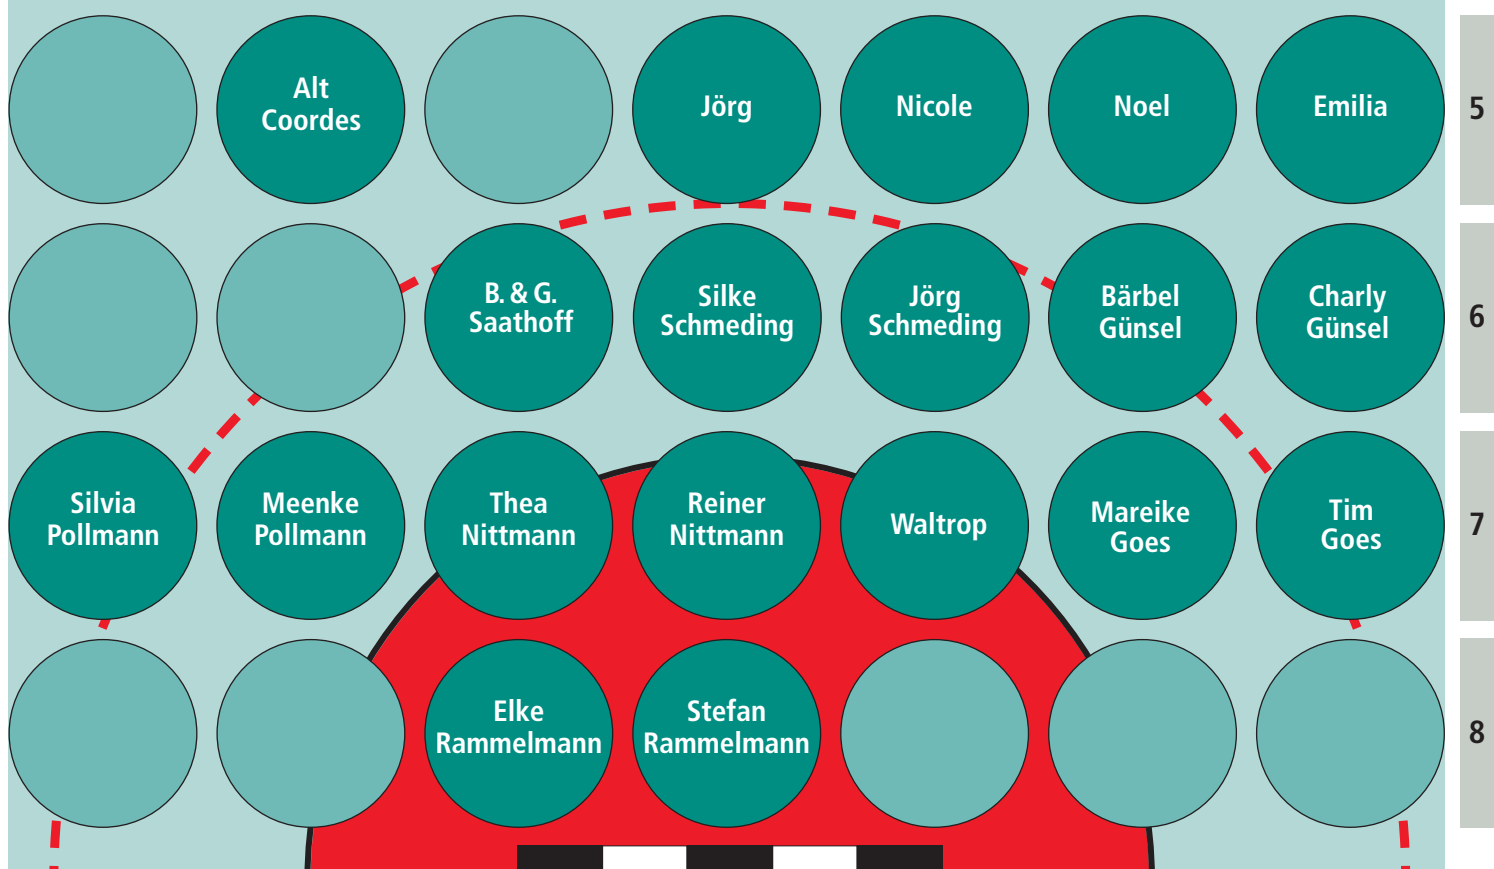 Alt
Coordes
Jörg
Nicole
Noel
Emilia
5
B. & G.
Saathoff
Silke
Schmeding
Jörg
Schmeding
Bärbel
Günsel
Charly
Günsel
6
Silvia
Pollmann
Meenke
Pollmann
Thea
Nittmann
Reiner
Nittmann
Waltrop
Mareike
Goes
Tim
Goes
7
Elke
Rammelmann
Stefan
Rammelmann
8